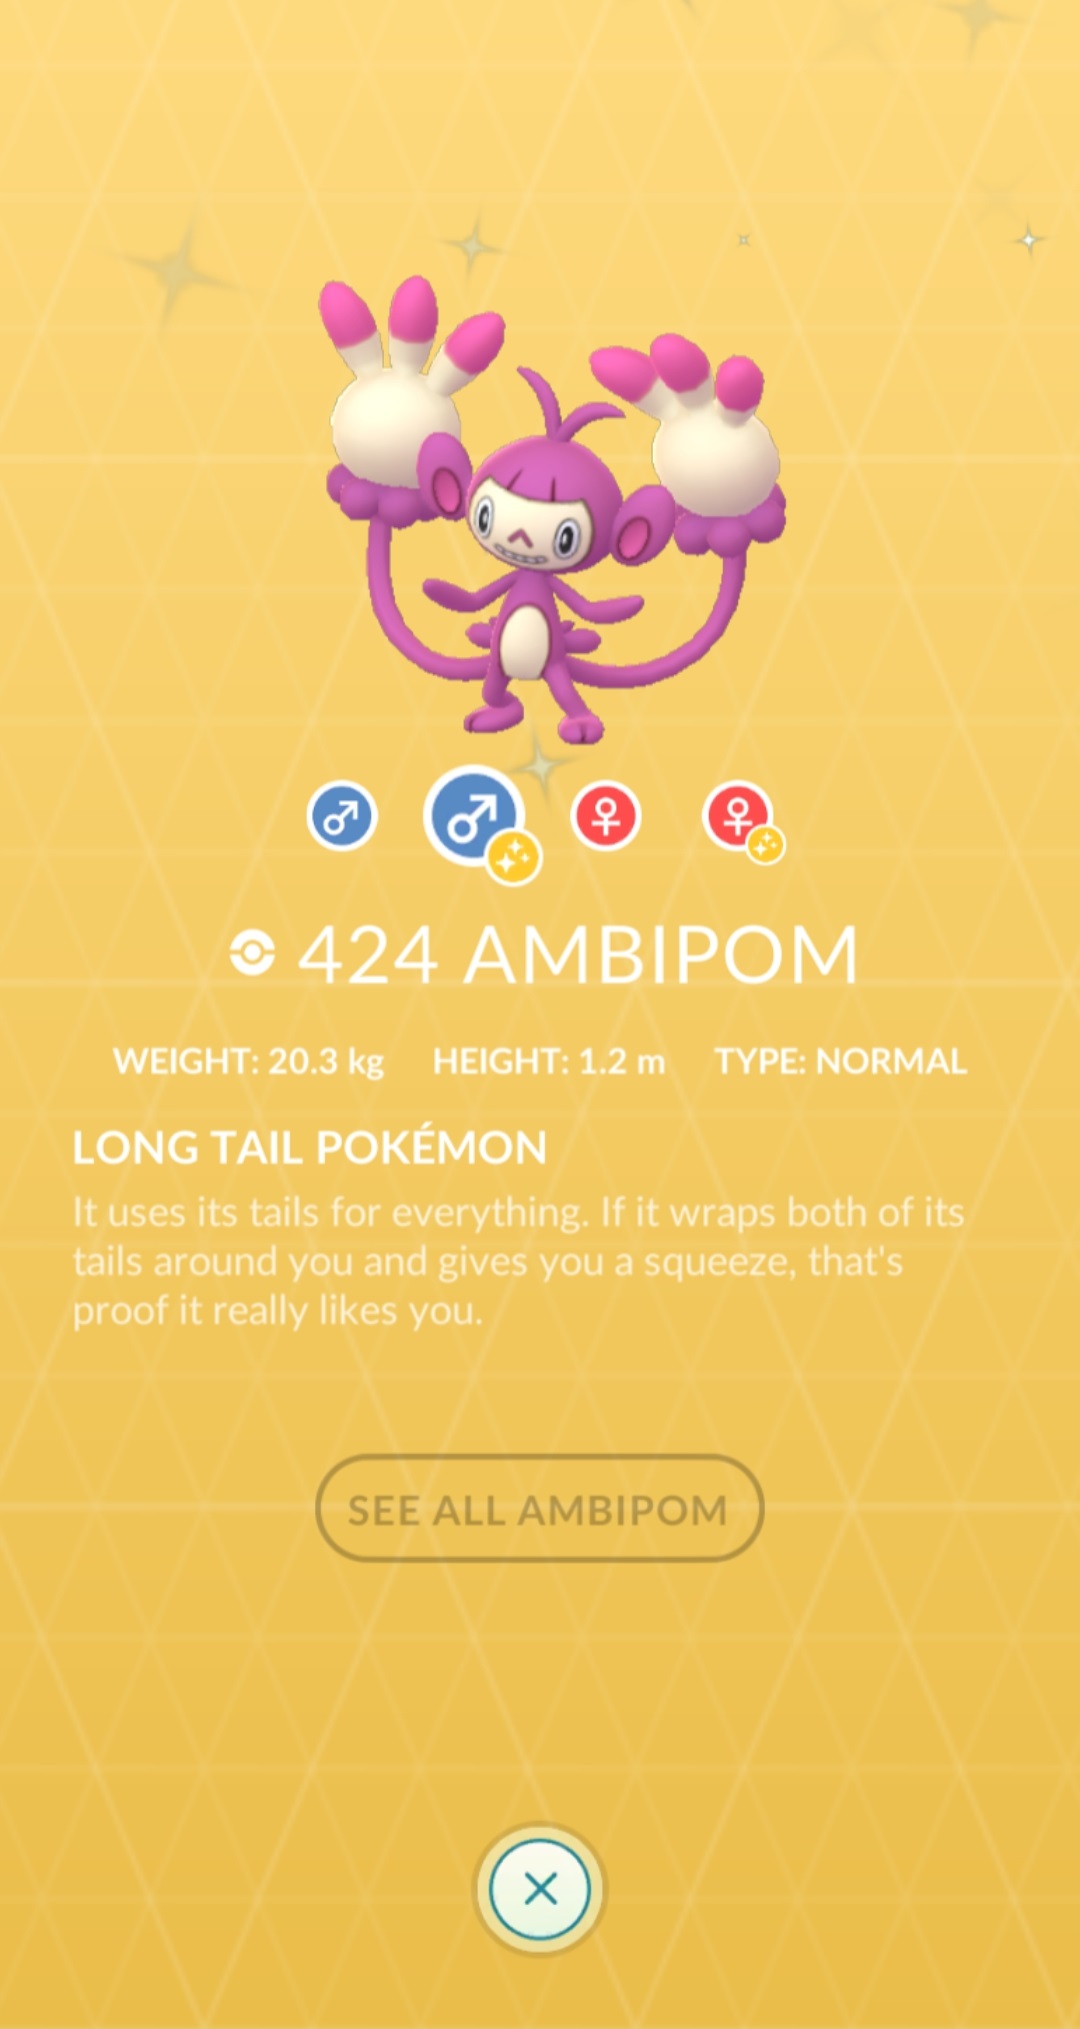 424 AMBIPOM
WEIGHT: 20.3 kg HEIGHT: 1.2 m TYPE: NORMAL
LONG TAIL POKÉMON
It uses its tails for everything. If it wraps both of its
tails around you and gives you a squeeze, that's
proof it really likes you.
SEE ALL AMBIPOM